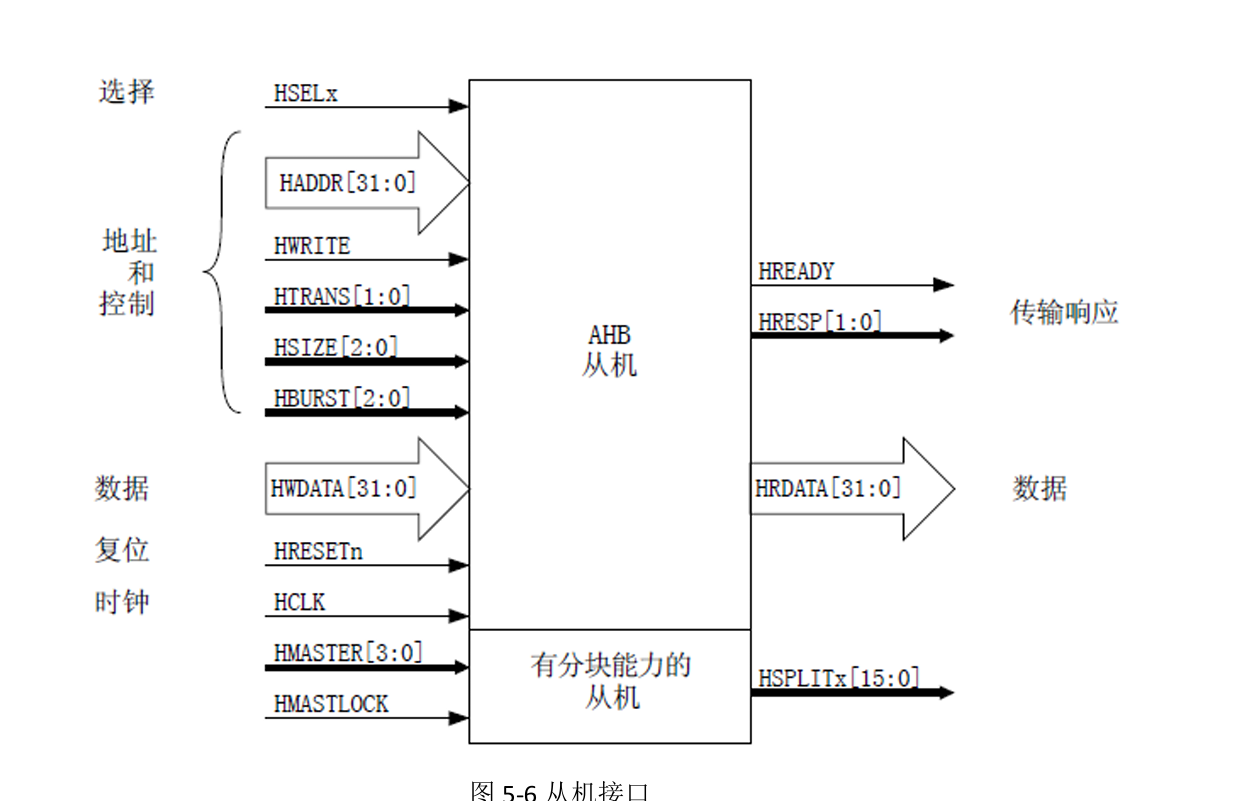 选择
HSELx
HADDR[31:0]
地址
和
控制
HWRITE
HTRANS[1:0]
HSIZE[2:0]
HBURST[2:0]
AHB
从机
HREADY
HRESP[1:0]
传输响应
数据
HWDATA[31:0]
HRDATA[31:0]
数据
复位
HRESETn
时钟
HCLK
HMASTER[3:0]
HMASTLOCK
有分块能力的
从机
HSPLITx[15:0]
图 5-6 从机接口